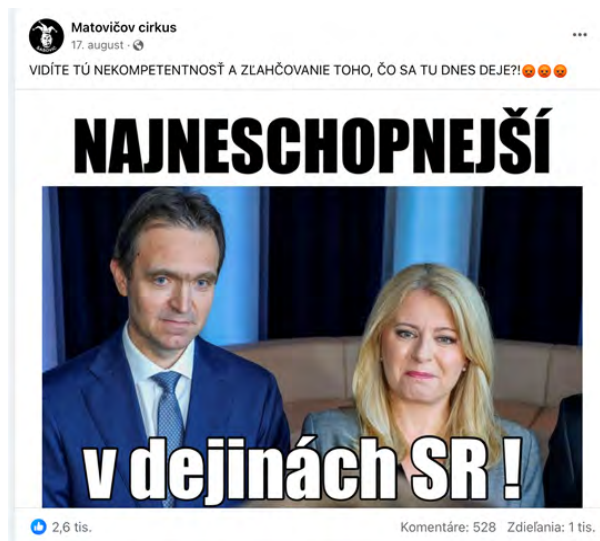 Matovičov cirkus
17. august ·
VIDÍTE TÚ NEKOMPETENTNOSŤ A ZĽAHČOVANIE TOHO, ČO SA TU DNES DEJE?!😡😡😡
NAJNESCHOPNEJŠÍ
v dejinách SR !
2,6 tis.
Komentáre: 528 Zdieľania: 1 tis.